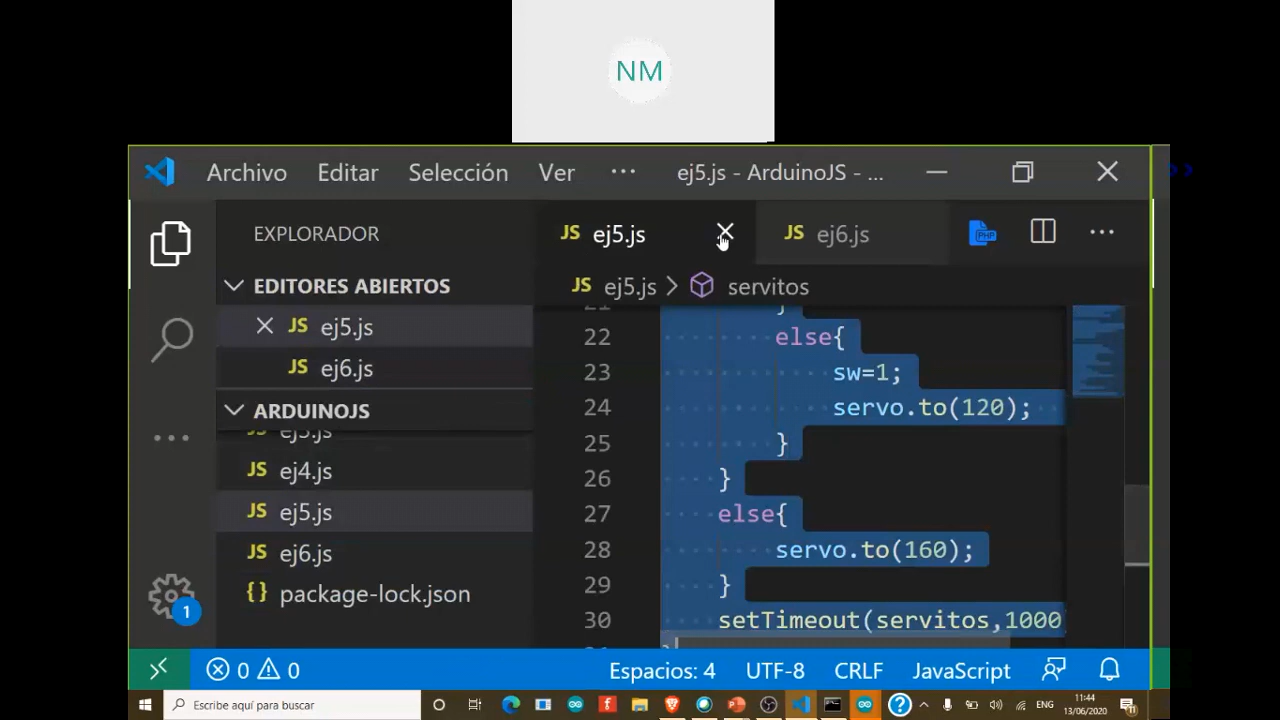 NM
Archivo Editar Selección Ver ··· ej5.js - ArduinoJS - ...
>>
EXPLORADOR
JS ej5.js
JS ej6.js
EDITORES ABIERTOS
JS ej5.js
JS ej6.js
ARDUINOJS
JS ej4.js
JS ej5.js
JS ej6.js
{} package-lock.json
1
JS ej5.js > servitos
22 else{
23 sw=1;
24 servo.to(120);
25 }
26 }
27 else{
28 servo.to(160);
29 }
30 setTimeout(servitos,1000
0 0
Espacios: 4 UTF-8 CRLF JavaScript
Escribe aquí para buscar
ENG
11:44
13/06/2020